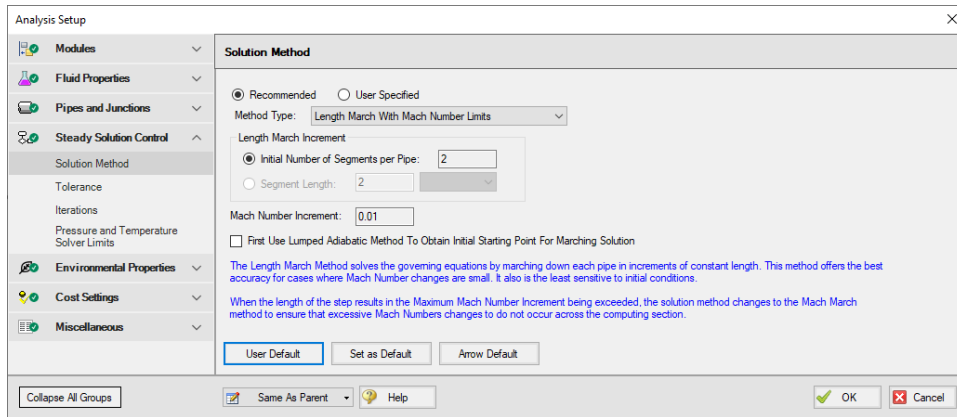 Analysis Setup
Modules
Fluid Properties
Pipes and Junctions
Steady Solution Control
Solution Method
Tolerance
Iterations
Pressure and Temperature
Solver Limits
Environmental Properties
Cost Settings
Miscellaneous
Collapse All Groups
Solution Method
Recommended User Specified
Method Type: Length March With Mach Number Limits
Length March Increment
Initial Number of Segments per Pipe: 2
Segment Length: 2
Mach Number Increment: 0.01
First Use Lumped Adiabatic Method To Obtain Initial Starting Point For Marching Solution
The Length March Method solves the governing equations by marching down each pipe in increments of constant length. This method offers the best
accuracy for cases where Mach Number changes are small. It also is the least sensitive to initial conditions.
When the length of the step results in the Maximum Mach Number Increment being exceeded, the solution method changes to the Mach March
method to ensure that excessive Mach Numbers changes to do not occur across the computing section.
User Default Set as Default Arrow Default
Same As Parent Help OK Cancel